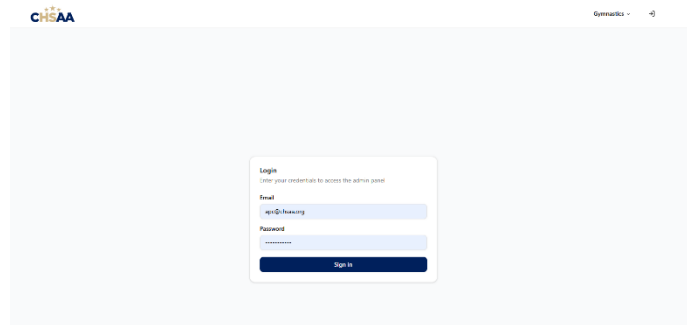 CHSAA
Gymnastics
Login
Enter your credentials to access the admin panel
Email
Password
Sign In